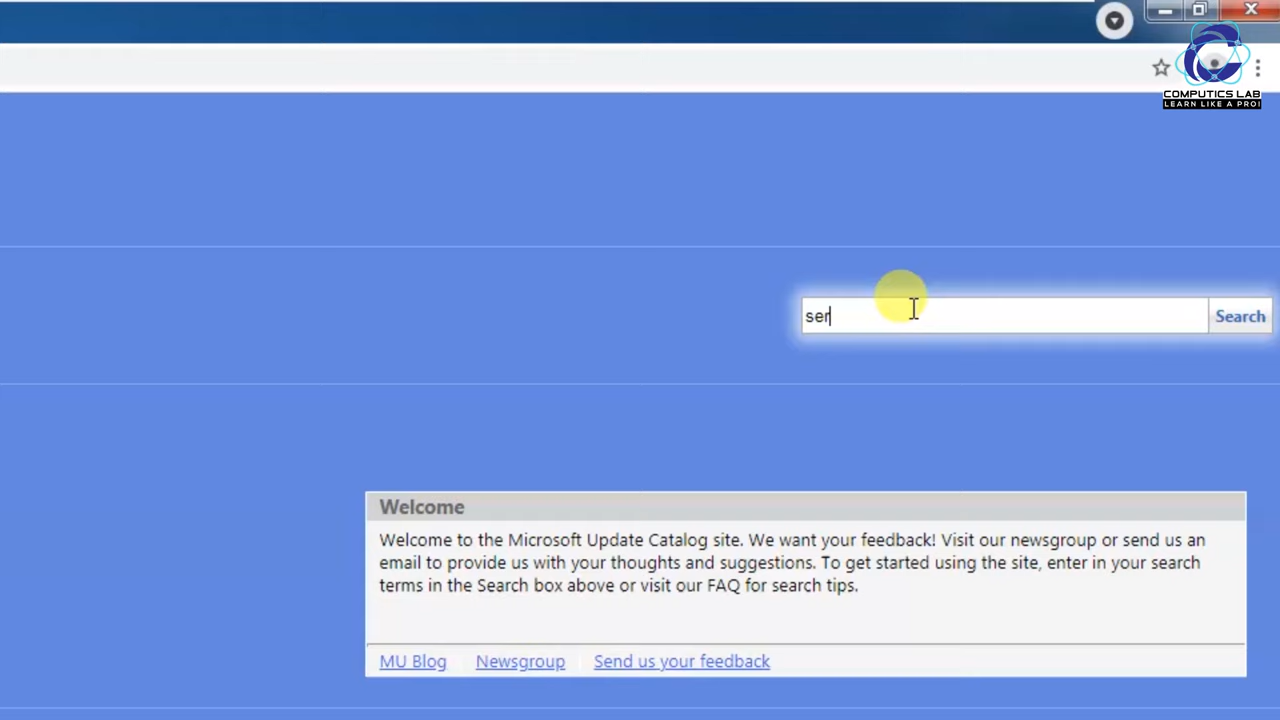 COMPUTICS LAB
LEARN LIKE A PRO!
ser
Search
Welcome
Welcome to the Microsoft Update Catalog site. We want your feedback! Visit our newsgroup or send us an
email to provide us with your thoughts and suggestions. To get started using the site, enter in your search
terms in the Search box above or visit our FAQ for search tips.
MU Blog
Newsgroup
Send us your feedback